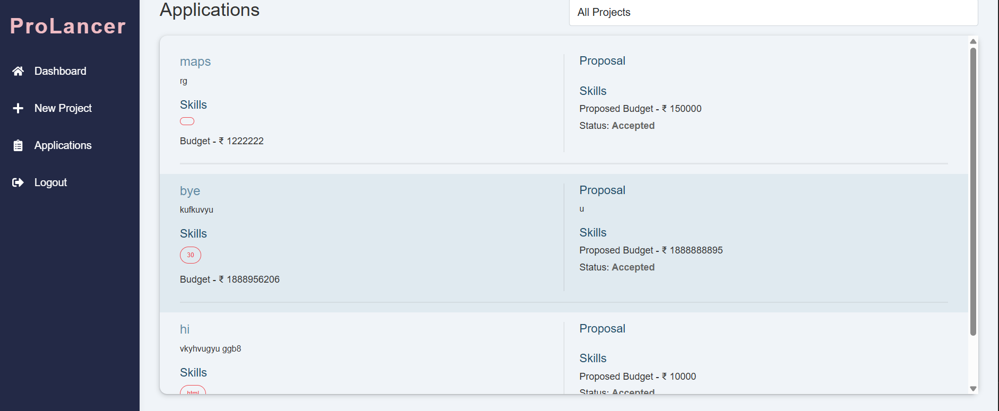 ProLancer
Dashboard
New Project
Applications
Logout
Applications
All Projects
maps
rg
Skills
Budget - ₹ 1222222
Proposal
Skills
Proposed Budget - ₹ 150000
Status: Accepted
bye
kufkuvyu
Skills
30
Budget - ₹ 1888956206
Proposal
u
Skills
Proposed Budget - ₹ 1888888895
Status: Accepted
hi
vkyhvugyu ggb8
Skills
html
Proposal
Skills
Proposed Budget - ₹ 10000
Status: Accepted